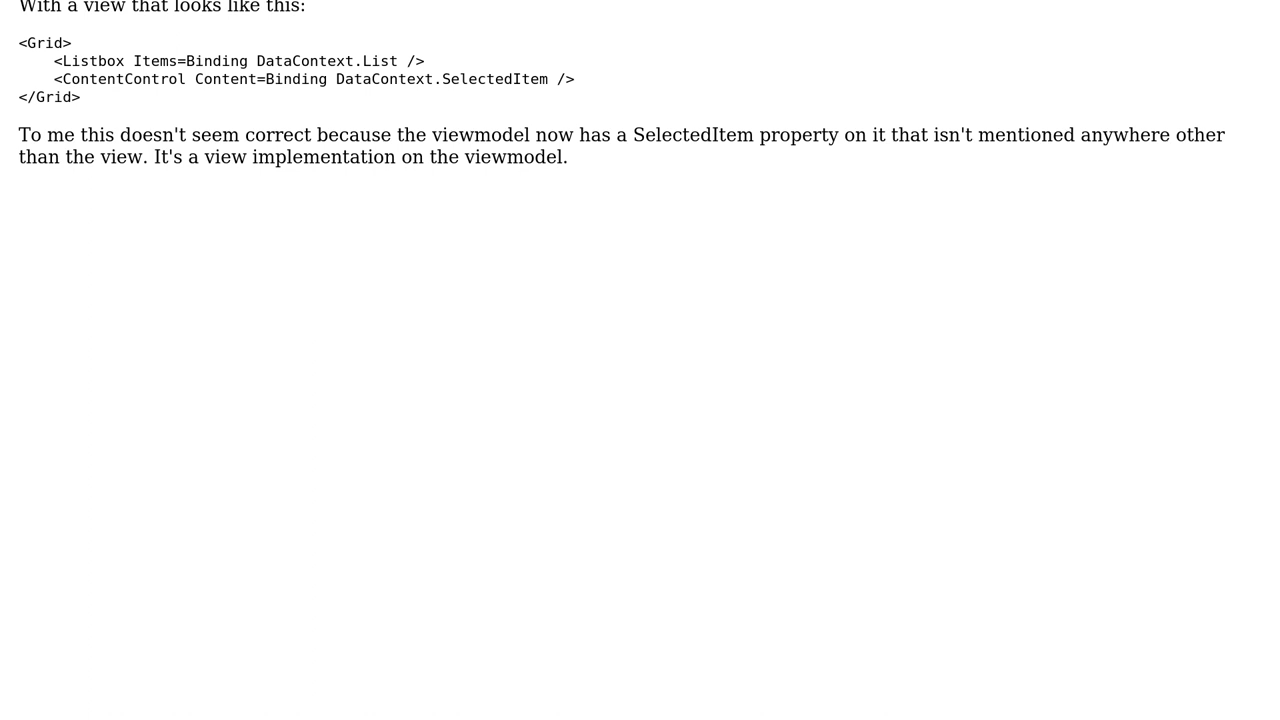 With a view that looks like this:
<Grid>
    <Listbox Items=Binding DataContext.List />
    <ContentControl Content=Binding DataContext.SelectedItem />
</Grid>
To me this doesn't seem correct because the viewmodel now has a SelectedItem property on it that isn't mentioned anywhere other
than the view. It's a view implementation on the viewmodel.